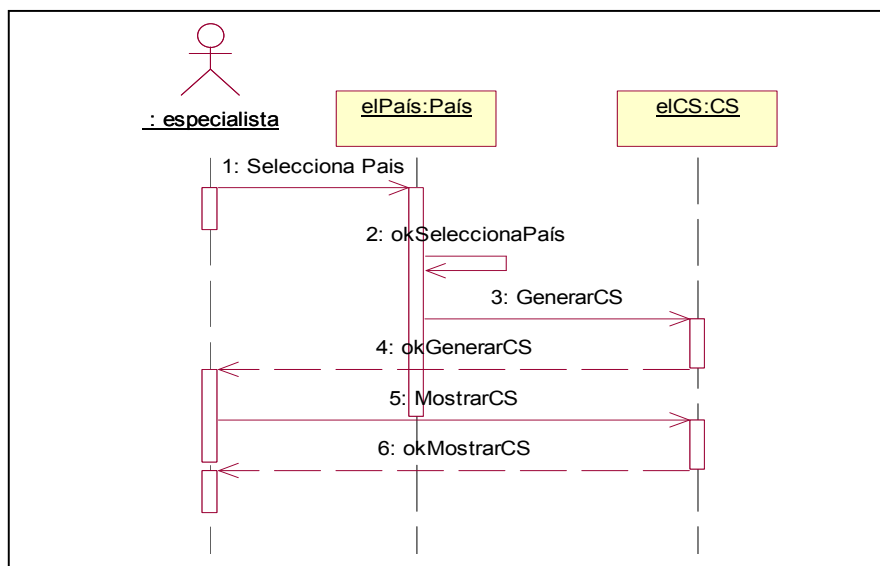 : especialista
elPaís:País
elCS:CS
1: Selecciona Pais
2: okSeleccionaPaís
3: GenerarCS
4: okGenerarCS
5: MostrarCS
6: okMostrarCS